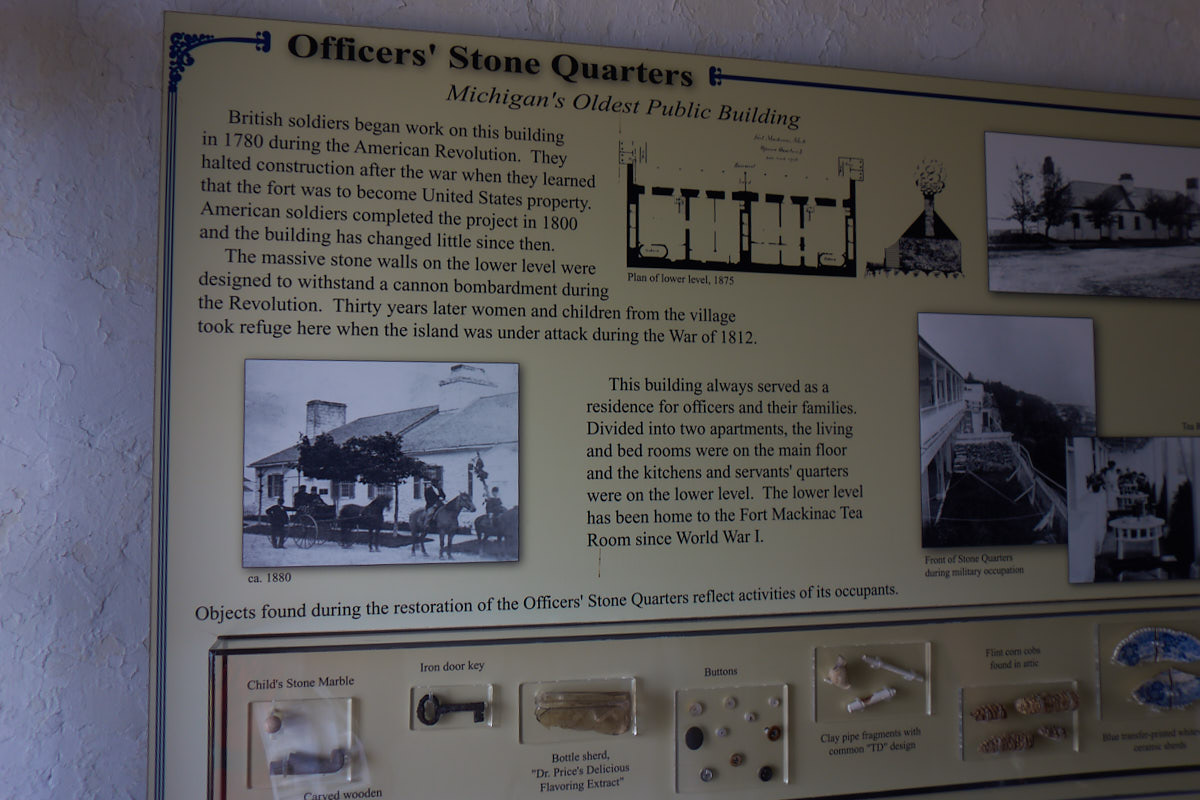 Officers' Stone Quarters
Michigan's Oldest Public Building
British soldiers began work on this building
in 1780 during the American Revolution. They
halted construction after the war when they learned
that the fort was to become United States property.
American soldiers completed the project in 1800
and the building has changed little since then.
The massive stone walls on the lower level were
designed to withstand a cannon bombardment during
the Revolution. Thirty years later women and children from the village
took refuge here when the island was under attack during the War of 1812.
Plan of lower level, 1875
ca. 1880
This building always served as a
residence for officers and their families.
Divided into two apartments, the living
and bed rooms were on the main floor
and the kitchens and servants' quarters
were on the lower level. The lower level
has been home to the Fort Mackinac Tea
Room since World War I.
Front of Stone Quarters
during military occupation
Tea
Objects found during the restoration of the Officers' Stone Quarters reflect activities of its occupants.
Child's Stone Marble
Carved wooden
Iron door key
Bottle sherd,
"Dr. Price's Delicious
Flavoring Extract"
Buttons
Clay pipe fragments with
common "TD" design
Flint corn cobs
found in attic
Blue transfer-printed white-
ceramic sherds